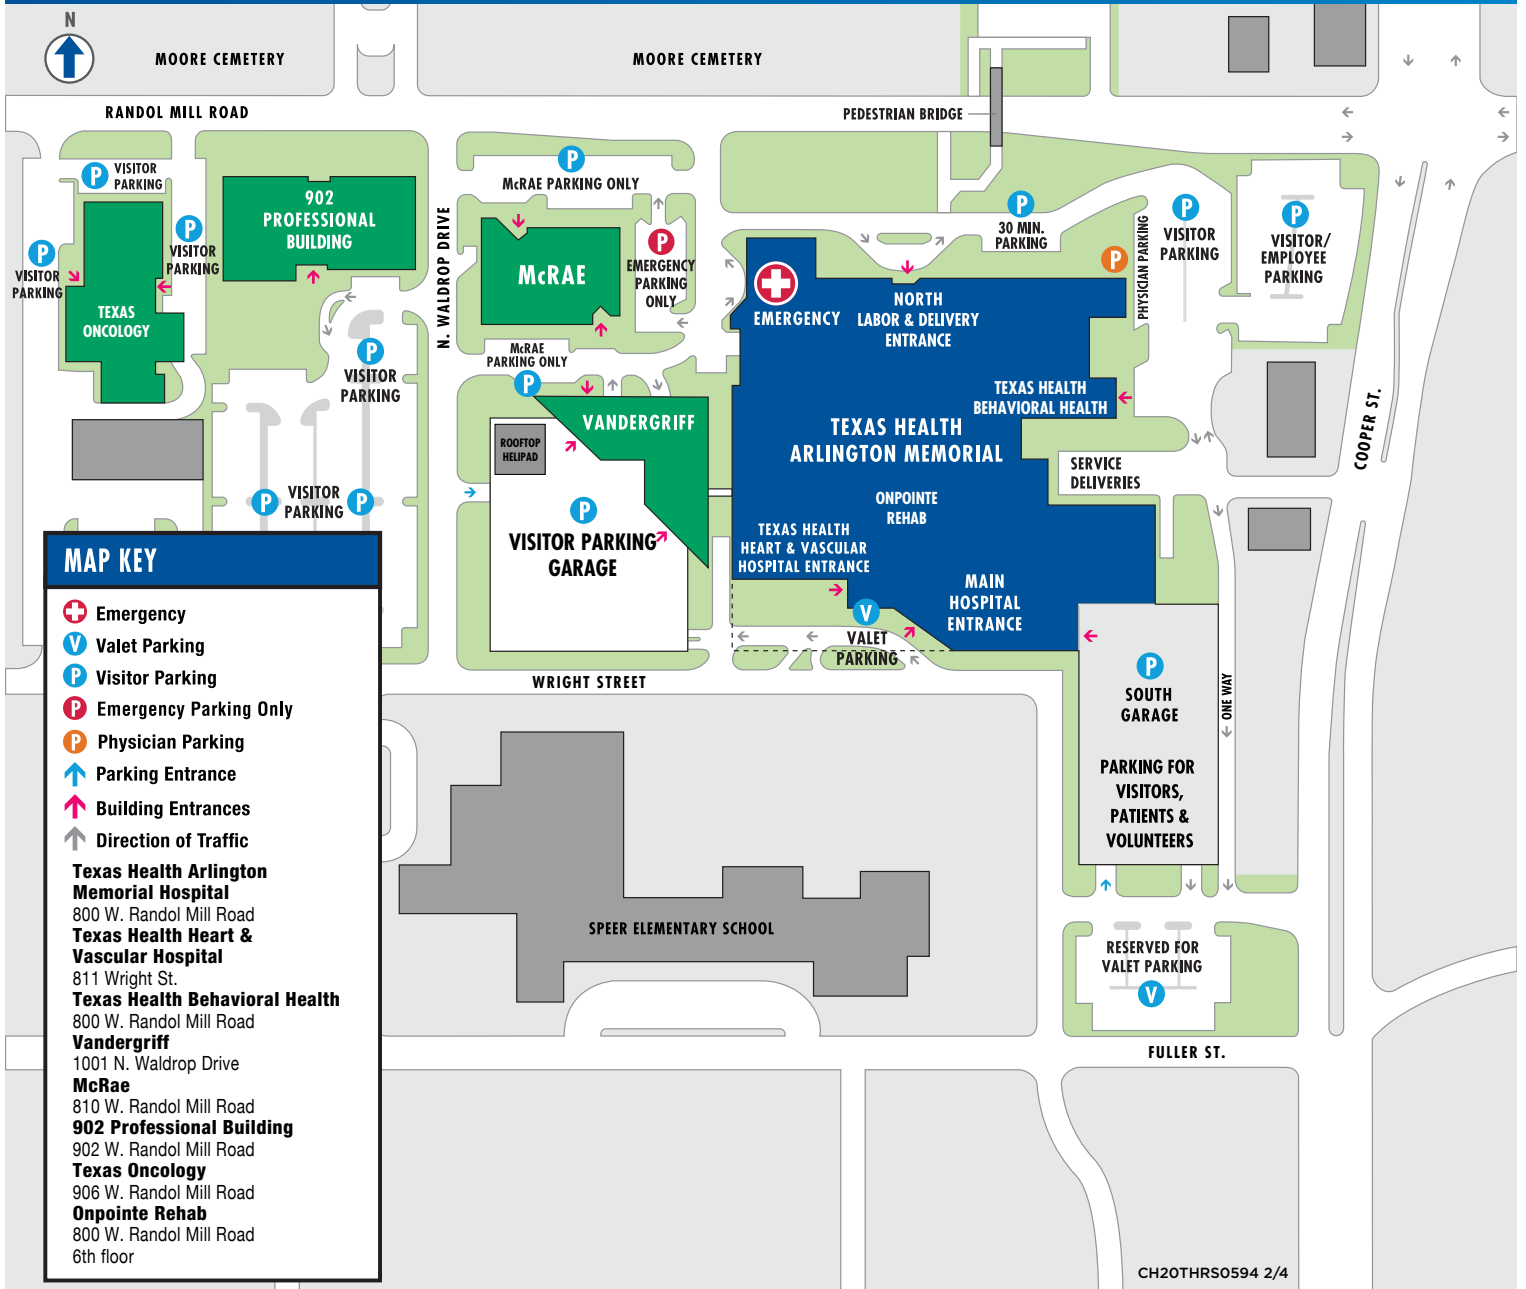 N
MOORE CEMETERY
MOORE CEMETERY
RANDOL MILL ROAD
PEDESTRIAN BRIDGE
P VISITOR
PARKING
P
VISITOR
PARKING
P
VISITOR
PARKING
TEXAS
ONCOLOGY
902
PROFESSIONAL
BUILDING
N. WALDROP DRIVE
P
McRAE PARKING ONLY
McRAE
P
EMERGENCY
PARKING
ONLY
McRAE
PARKING ONLY
P
P
VISITOR
PARKING
P
VISITOR
PARKING
P
VANDERGRIFF
ROOFTOP
HELIPAD
P
VISITOR PARKING
GARAGE
P
30 MIN.
PARKING
P
PHYSICIAN PARKING
P
VISITOR
PARKING
P
VISITOR/
EMPLOYEE
PARKING
EMERGENCY
NORTH
LABOR & DELIVERY
ENTRANCE
TEXAS HEALTH
BEHAVIORAL HEALTH
TEXAS HEALTH
ARLINGTON MEMORIAL
ONPOINTE
REHAB
TEXAS HEALTH
HEART & VASCULAR
HOSPITAL ENTRANCE
MAIN
HOSPITAL
ENTRANCE
SERVICE
DELIVERIES
COOPER ST.
V
VALET
PARKING
WRIGHT STREET
P
SOUTH
GARAGE
PARKING FOR
VISITORS,
PATIENTS &
VOLUNTEERS
ONE WAY
RESERVED FOR
VALET PARKING
V
FULLER ST.
SPEER ELEMENTARY SCHOOL
MAP KEY
Emergency
V Valet Parking
P Visitor Parking
P Emergency Parking Only
P Physician Parking
Parking Entrance
Building Entrances
Direction of Traffic
Texas Health Arlington
Memorial Hospital
800 W. Randol Mill Road
Texas Health Heart &
Vascular Hospital
811 Wright St.
Texas Health Behavioral Health
800 W. Randol Mill Road
Vandergriff
1001 N. Waldrop Drive
McRae
810 W. Randol Mill Road
902 Professional Building
902 W. Randol Mill Road
Texas Oncology
906 W. Randol Mill Road
Onpointe Rehab
800 W. Randol Mill Road
6th floor
CH20THRS0594 2/4